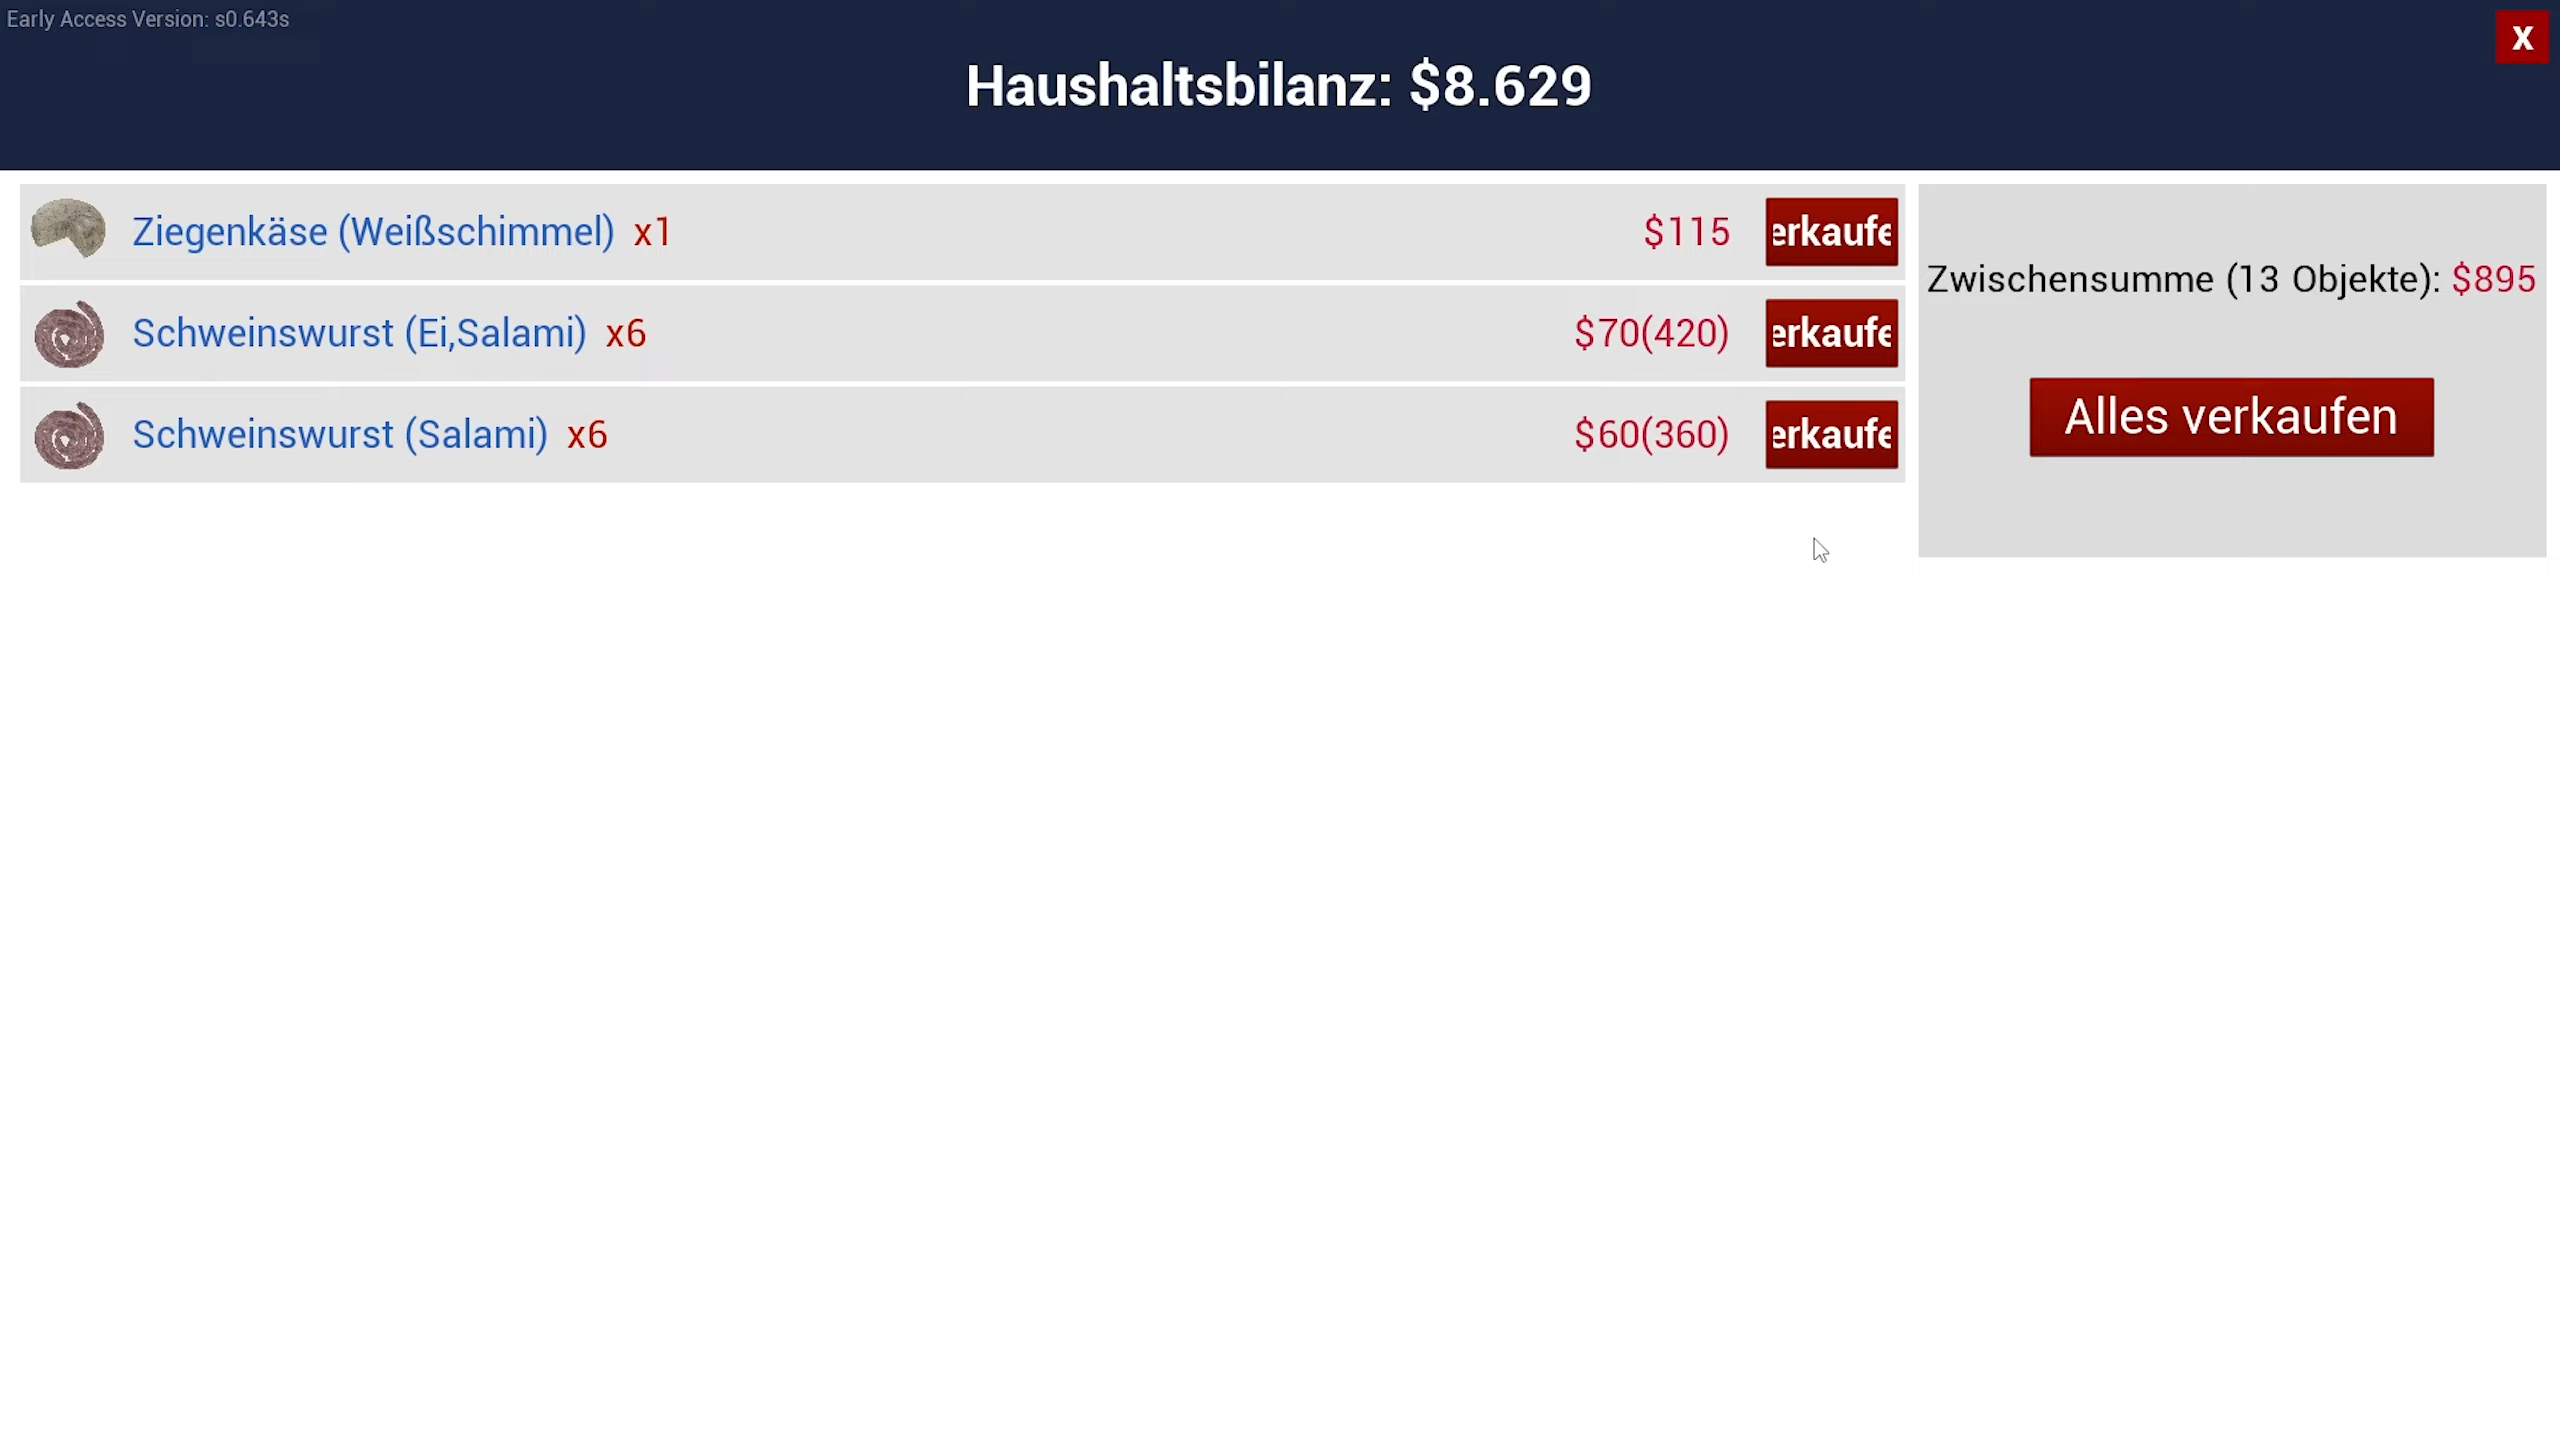 Early Access Version: s0.643s
X
Haushaltsbilanz: $8.629
Ziegenkäse (Weißschimmel) x1 $115 erkaufe
Schweinswurst (Ei,Salami) x6 $70(420) erkaufe
Schweinswurst (Salami) x6 $60(360) erkaufe
Zwischensumme (13 Objekte): $895
Alles verkaufen